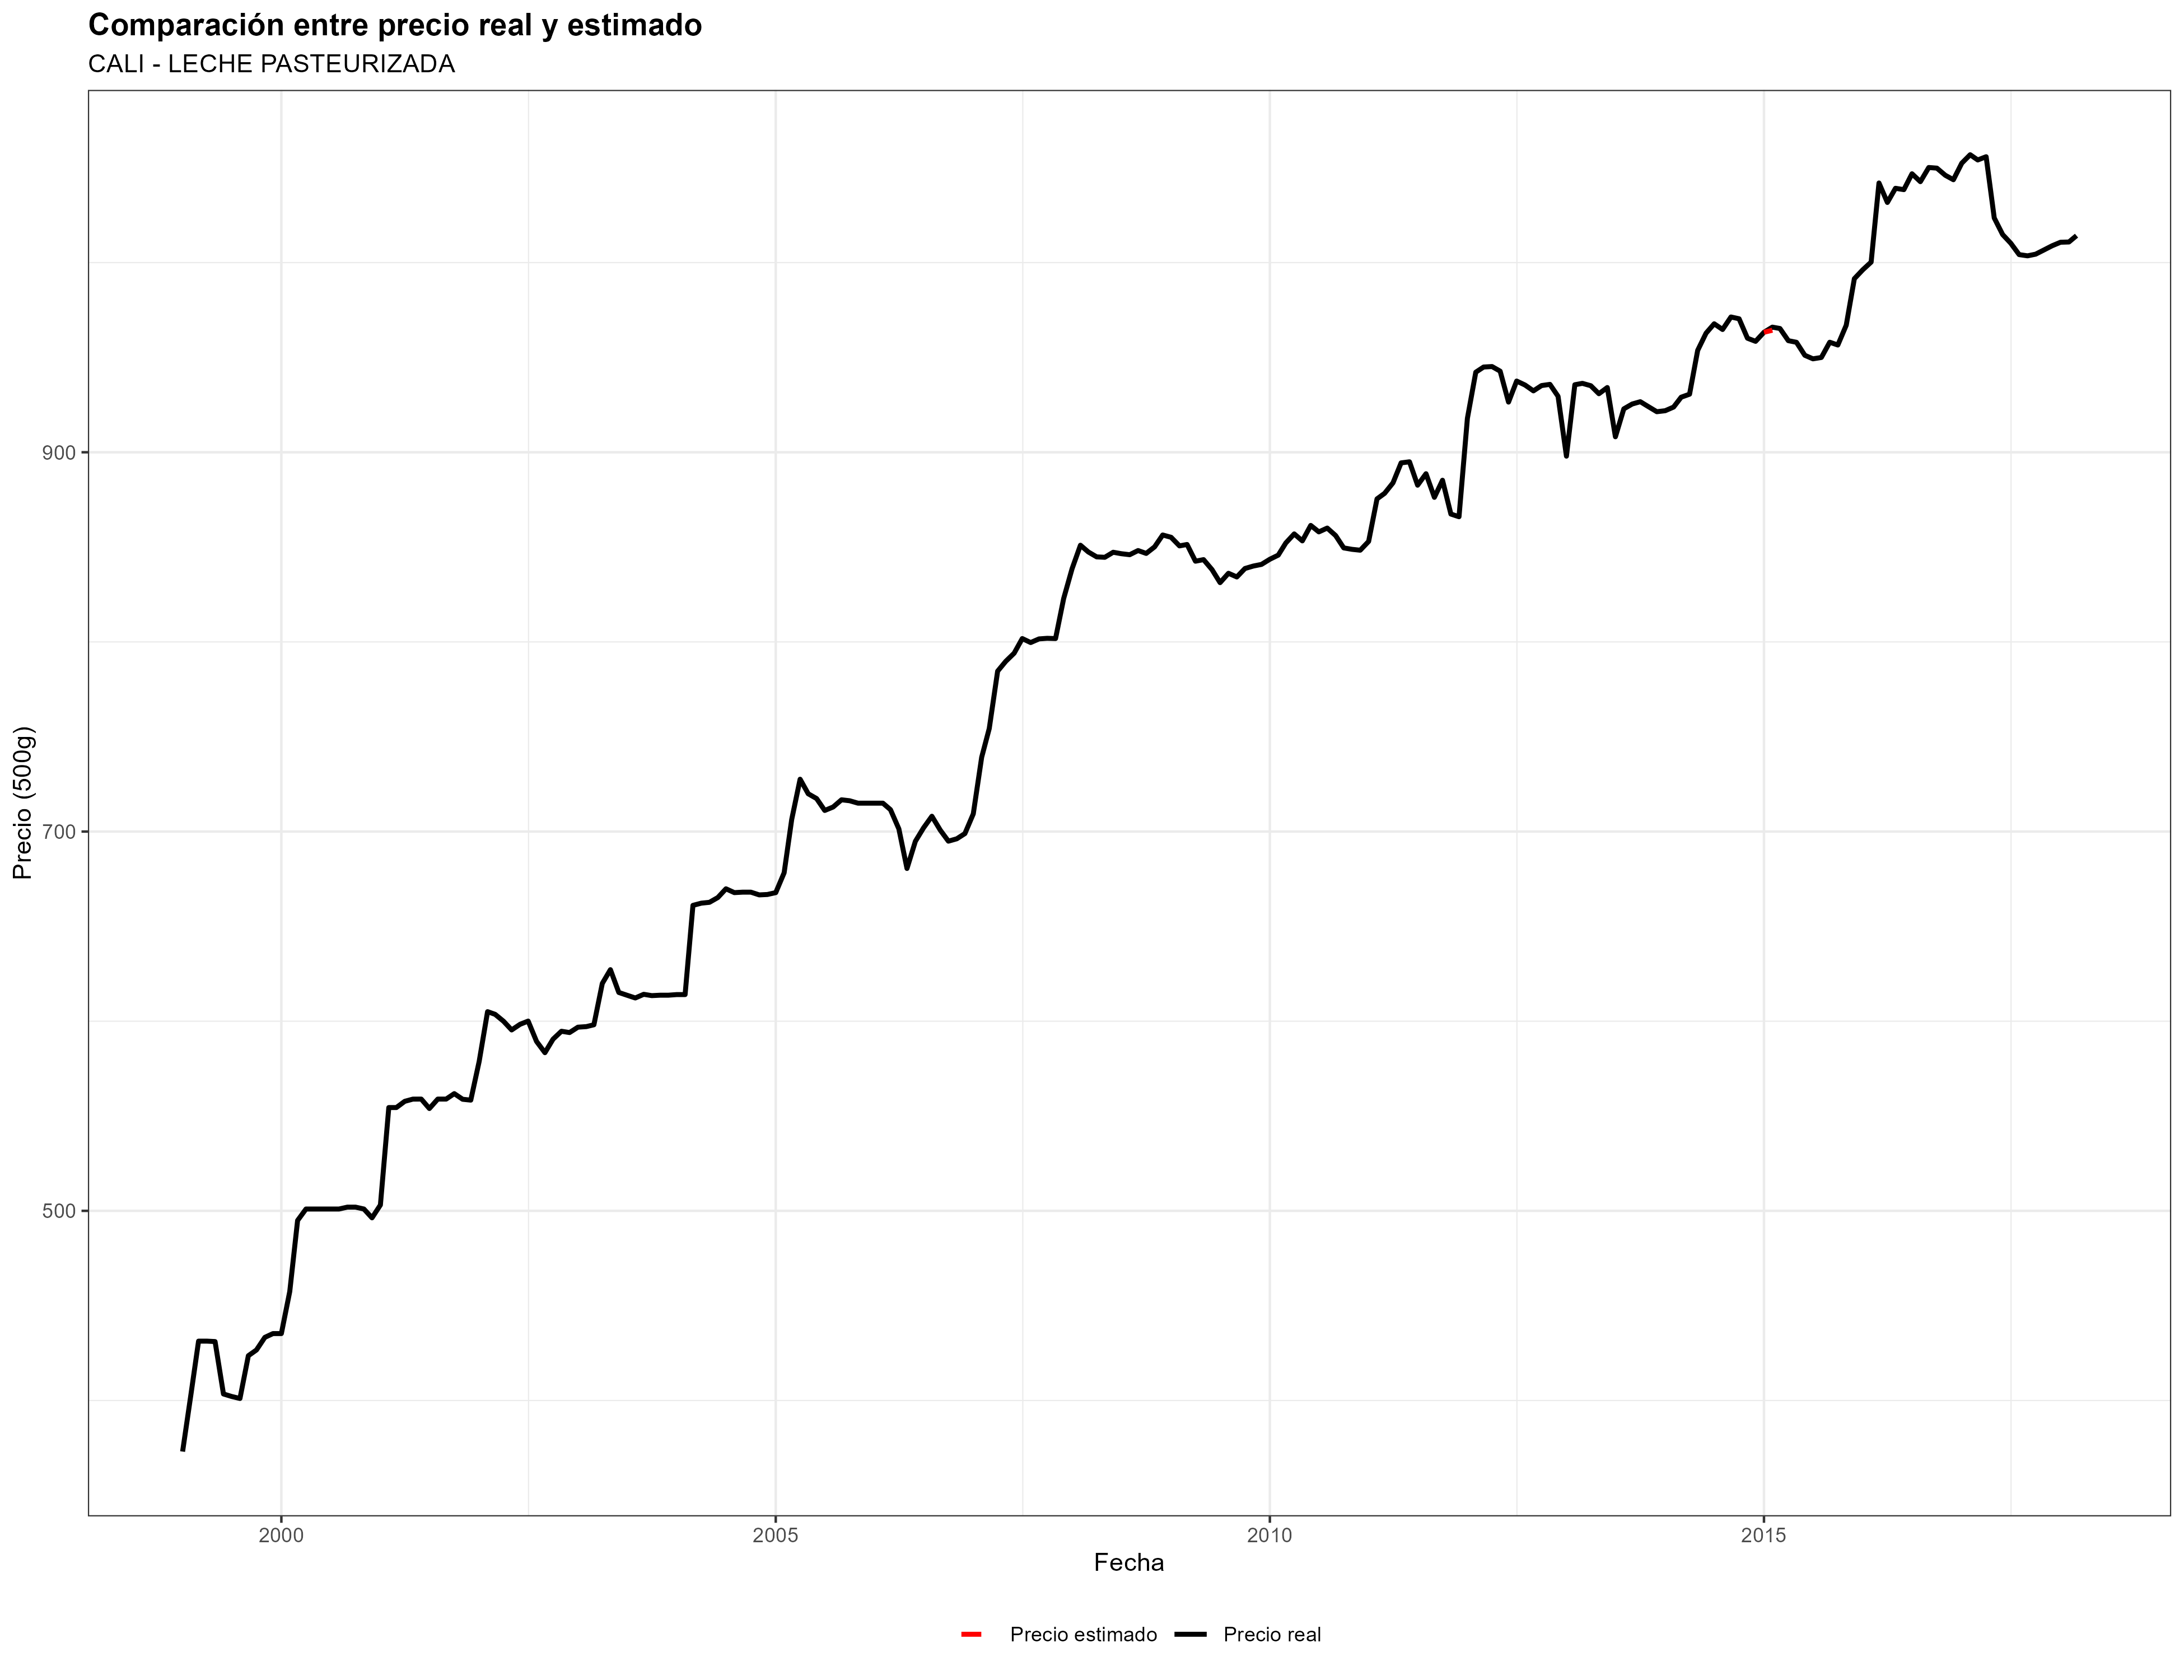 Comparación entre precio real y estimado
CALI - LECHE PASTEURIZADA
Precio (500g)
900
700
500
2000 2005 2010 2015
Fecha
Precio estimado Precio real